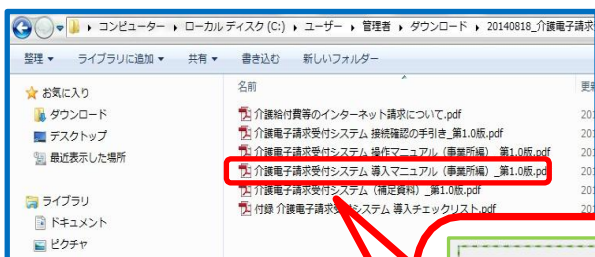 コンピューター ▸ ローカル ディスク (C:) ▸ ユーザー ▸ 管理者 ▸ ダウンロード ▸ 20140818_介護電子請求
整理 ▼ ライブラリに追加 ▼ 共有 ▼ 書き込む 新しいフォルダー
お気に入り
ダウンロード
デスクトップ
最近表示した場所
ライブラリ
ドキュメント
ピクチャ
名前
介護給付費等のインターネット請求について.pdf
介護電子請求受付システム 接続確認の手引き_第1.0版.pdf
介護電子請求受付システム 操作マニュアル（事業所編）_第1.0版.pdf
介護電子請求受付システム 導入マニュアル（事業所編）_第1.0版.pd
介護電子請求受付システム（補足資料）_第1.0版.pdf
付録 介護電子請求受付システム 導入チェックリスト.pdf
更
201
201
201
201
201
201